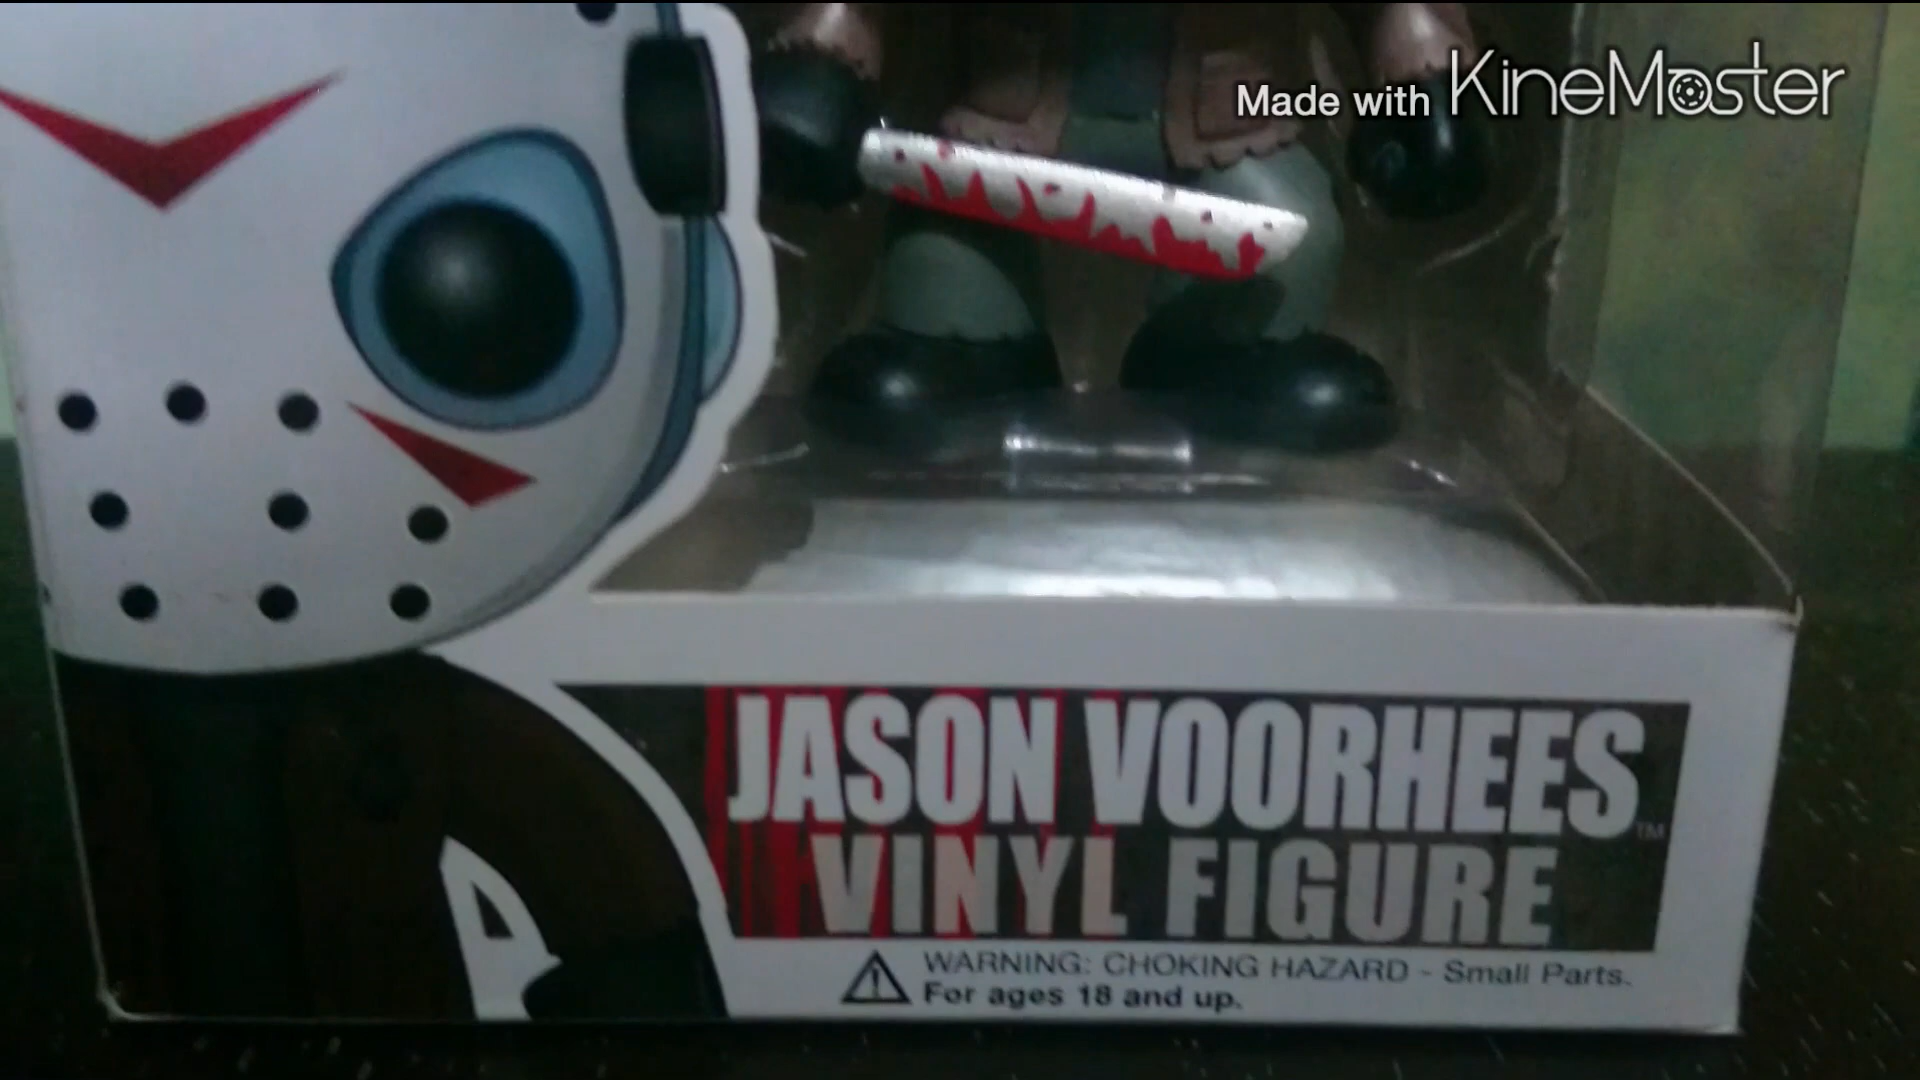 Made with KineMaster
JASON VOORHEES™
VINYL FIGURE
WARNING: CHOKING HAZARD - Small Parts.
For ages 18 and up.